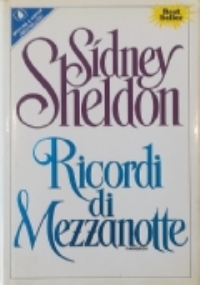 Best
Seller
Sidney
Sheldon
Ricordi
di
Mezzanotte